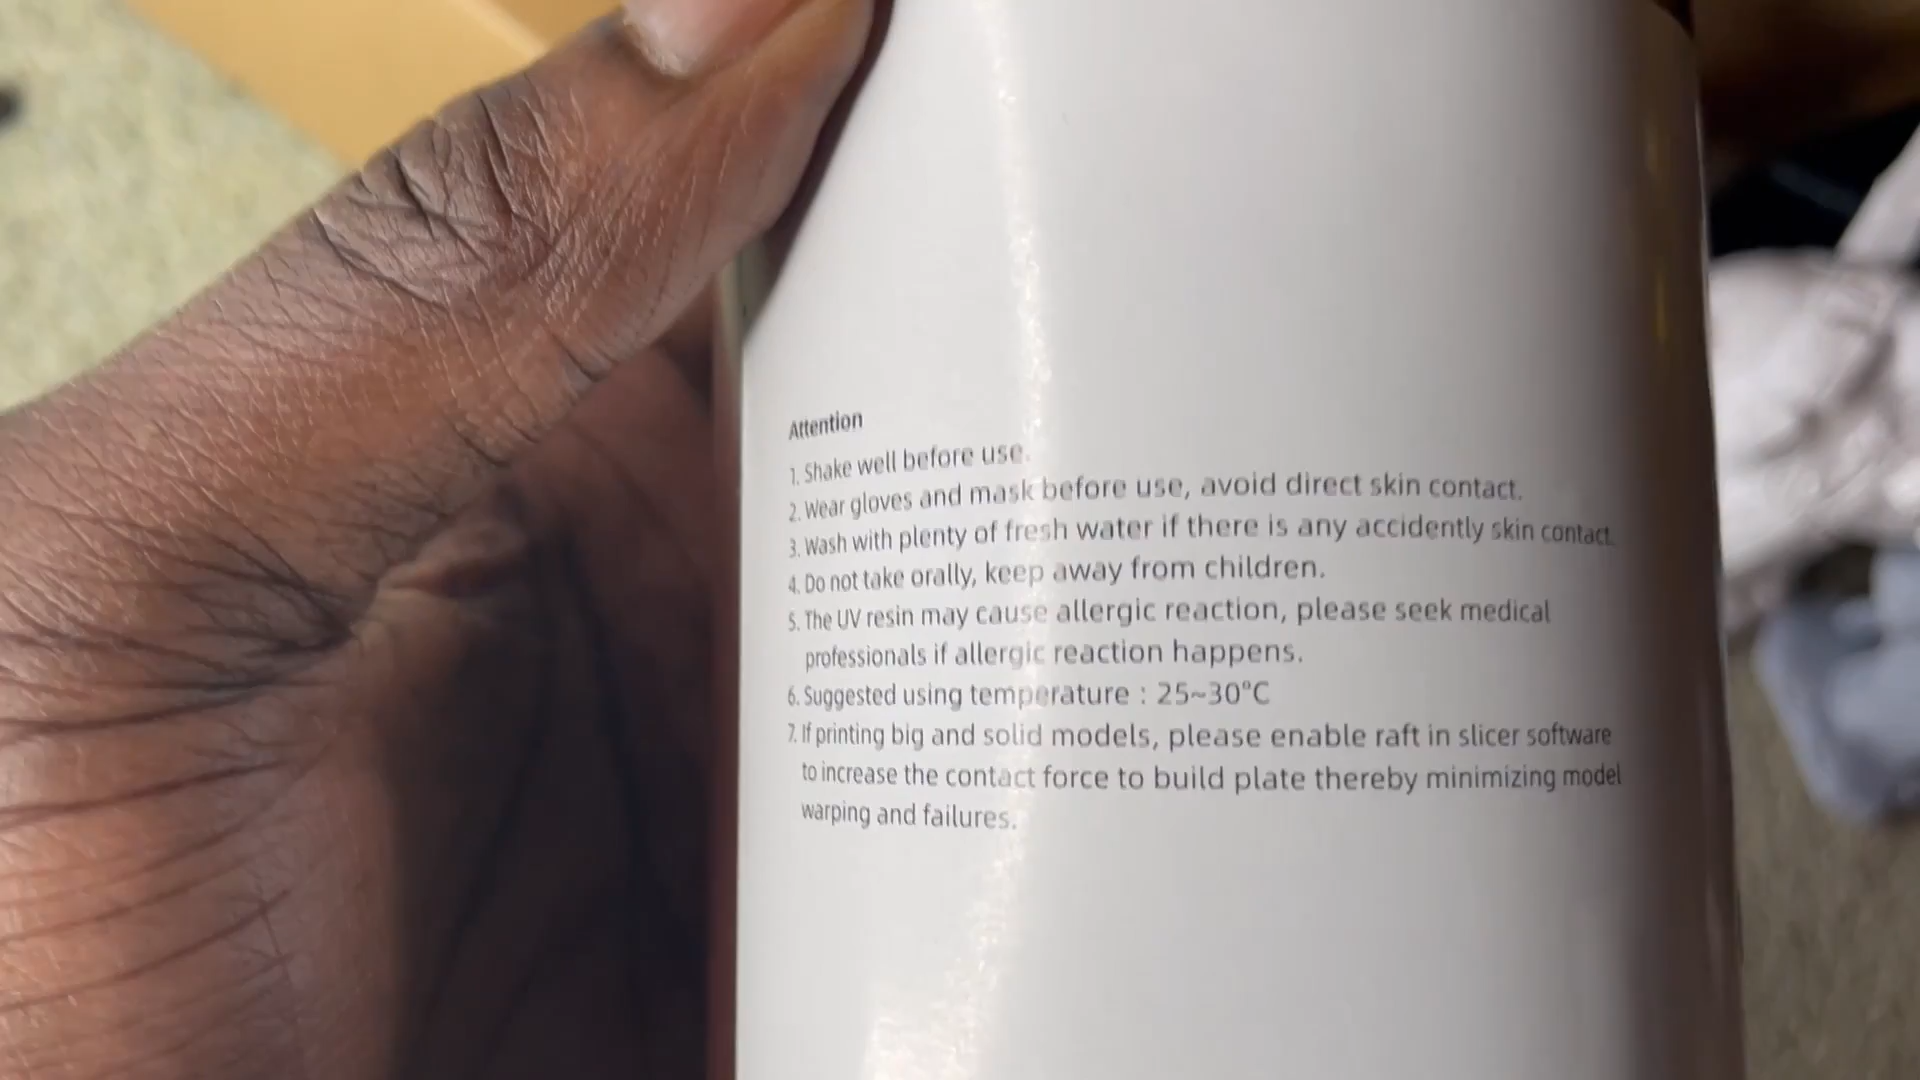 Attention
1. Shake well before use.
2. Wear gloves and mask before use, avoid direct skin contact.
3. Wash with plenty of fresh water if there is any accidently skin contact.
4. Do not take orally, keep away from children.
5. The UV resin may cause allergic reaction, please seek medical
professionals if allergic reaction happens.
6. Suggested using temperature : 25~30°C
7. If printing big and solid models, please enable raft in slicer software
to increase the contact force to build plate thereby minimizing model
warping and failures.